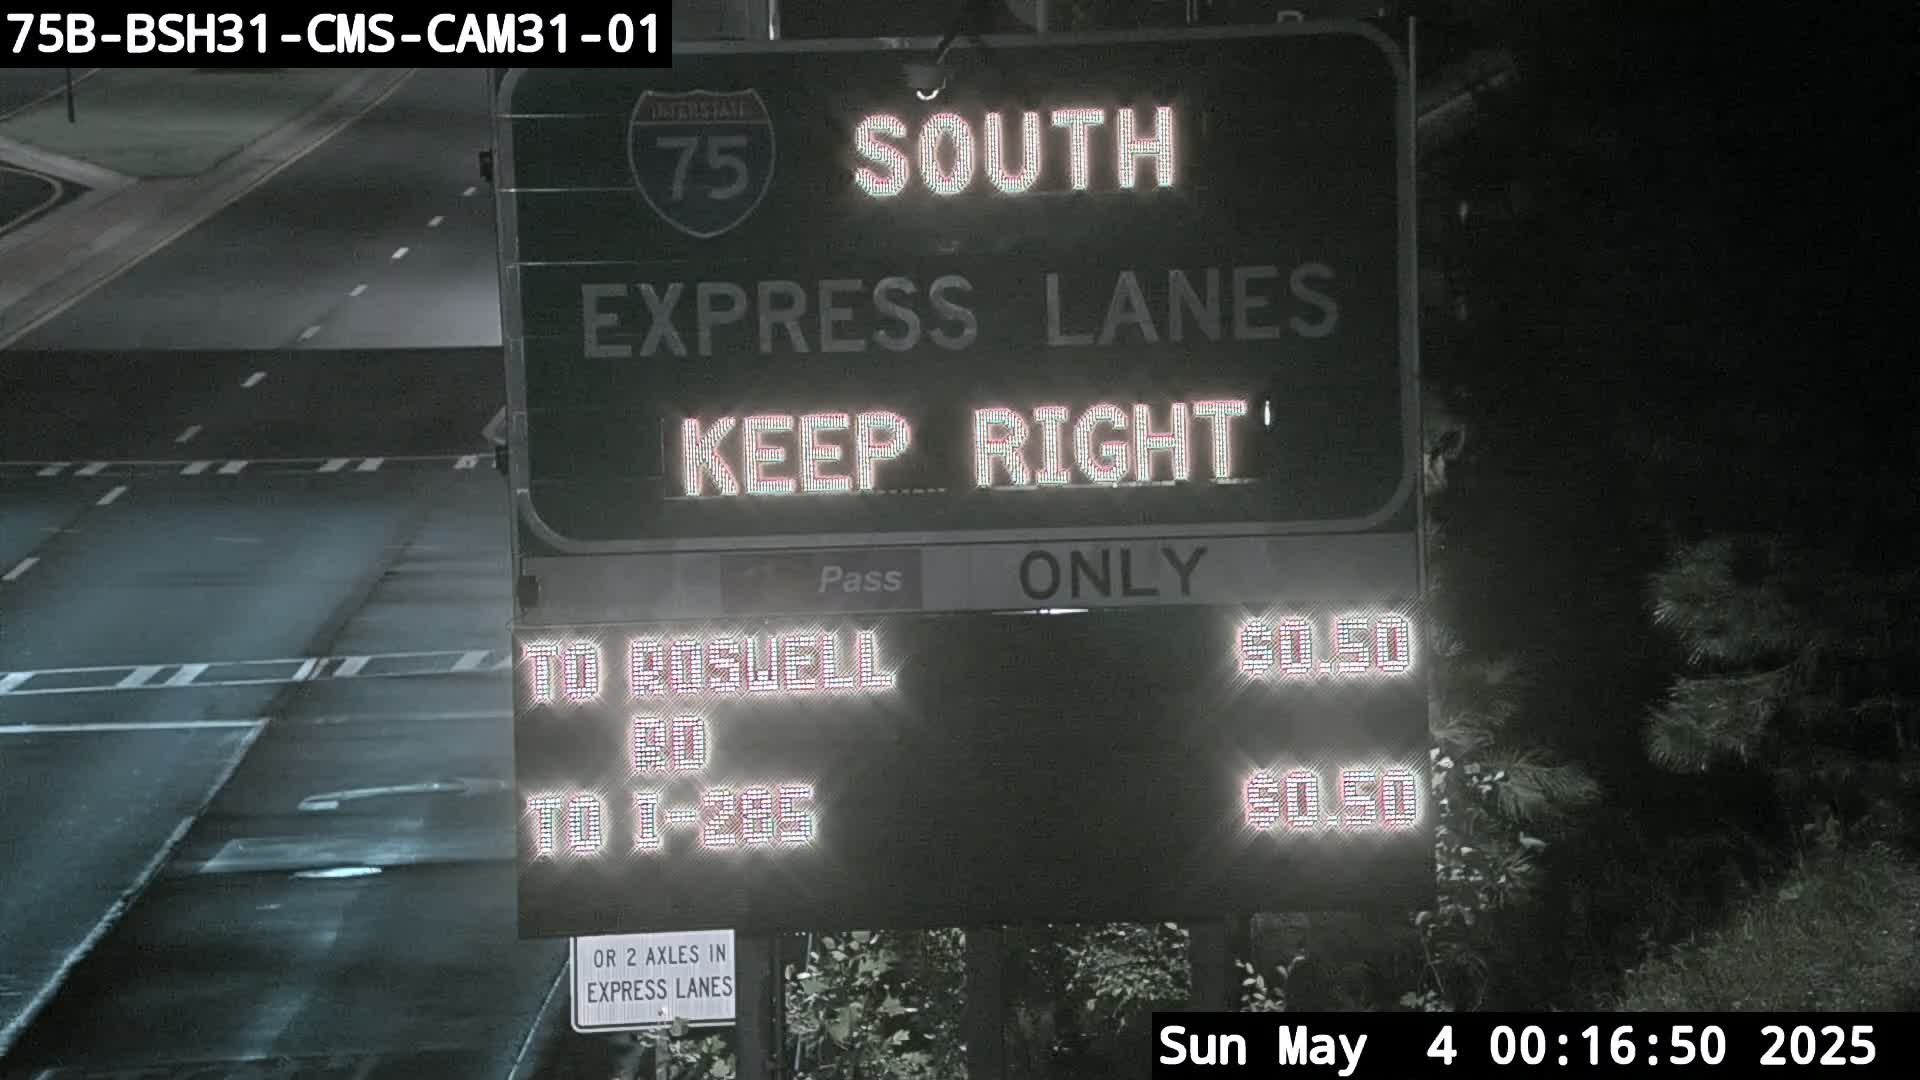 75B-BSH31-CMS-CAM31-01
INTERSTATE
75
SOUTH
EXPRESS LANES
KEEP RIGHT
Pass ONLY
TO ROSWELL $0.50
RD
TO I-285 $0.50
OR 2 AXLES IN
EXPRESS LANES
Sun May 4 00:16:50 2025